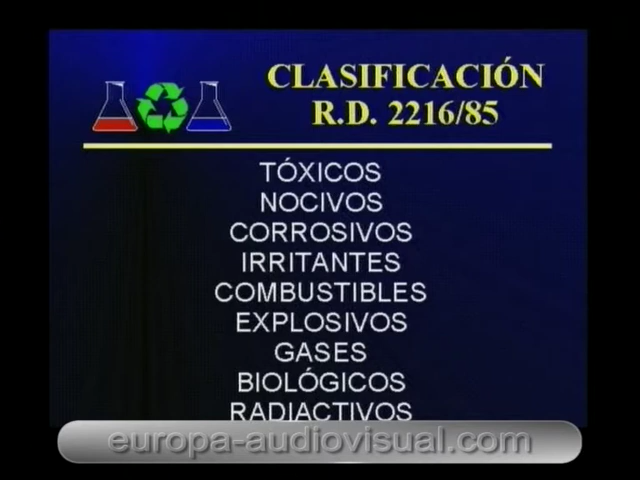 CLASIFICACIÓN
R.D. 2216/85
TÓXICOS
NOCIVOS
CORROSIVOS
IRRITANTES
COMBUSTIBLES
EXPLOSIVOS
GASES
BIOLÓGICOS
RADIACTIVOS
europa-audiovisual.com